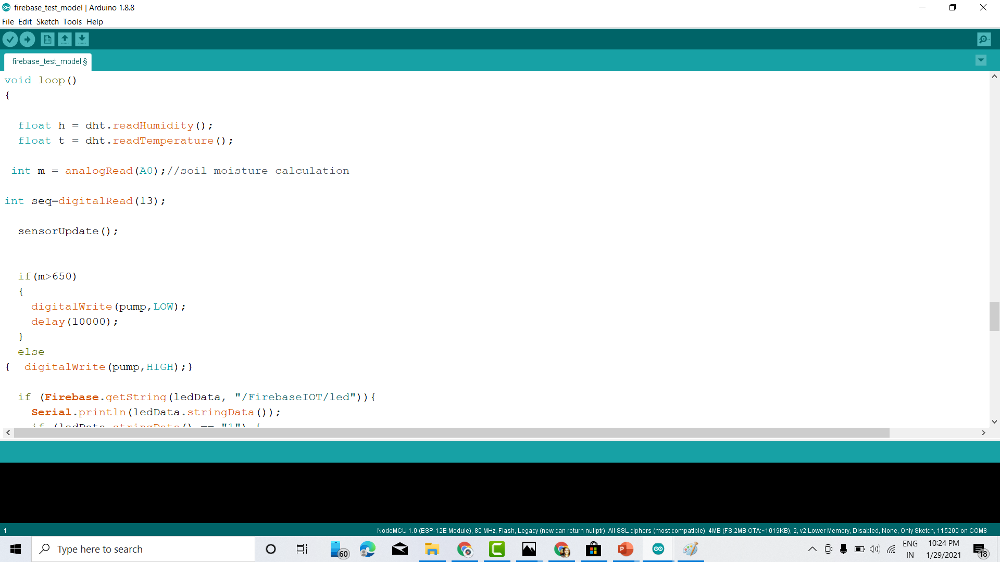 firebase_test_model | Arduino 1.8.8
File Edit Sketch Tools Help
firebase_test_model §
void loop()
{
float h = dht.readHumidity();
float t = dht.readTemperature();
int m = analogRead(A0);//soil moisture calculation
int seq=digitalRead(13);
sensorUpdate();
if(m>650)
{
digitalWrite(pump,LOW);
delay(10000);
}
else
{ digitalWrite(pump,HIGH);}
if (Firebase.getString(ledData, "/FirebaseIOT/led")){
Serial.println(ledData.stringData());
if (ledData.stringData() == "1") {
1
NodeMCU 1.0 (ESP-12E Module), 80 MHz, Flash, Legacy (new can return nullptr), All SSL ciphers (most compatible), 4MB (FS:2MB OTA:~1019KB), 2, v2 Lower Memory, Disabled, None, Only Sketch, 115200 on COM8
Type here to search
60
ENG
IN
10:24 PM
1/29/2021
18